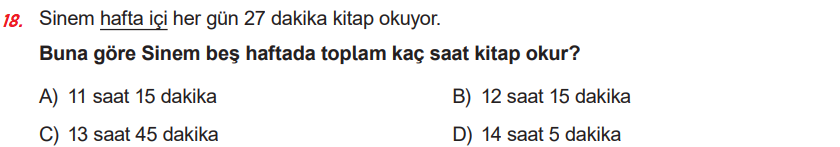 18. Sinem hafta içi her gün 27 dakika kitap okuyor.
Buna göre Sinem beş haftada toplam kaç saat kitap okur?
A) 11 saat 15 dakika B) 12 saat 15 dakika
C) 13 saat 45 dakika D) 14 saat 5 dakika